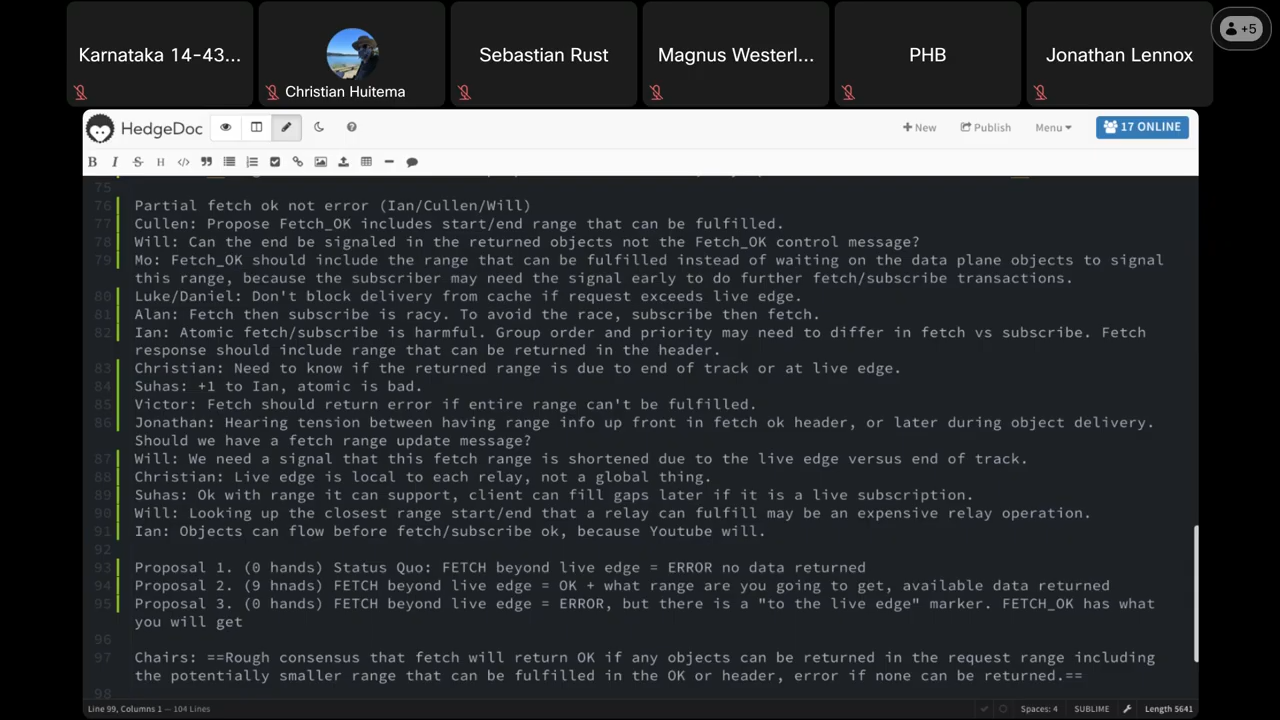 Karnataka 14-43...
Christian Huitema
Sebastian Rust
Magnus Westerl...
PHB
Jonathan Lennox
+5
HedgeDoc
New
Publish
Menu
17 ONLINE
B I S H
75
76 Partial fetch ok not error (Ian/Cullen/Will)
77 Cullen: Propose Fetch_OK includes start/end range that can be fulfilled.
78 Will: Can the end be signaled in the returned objects not the Fetch_OK control message?
79 Mo: Fetch_OK should include the range that can be fulfilled instead of waiting on the data plane objects to signal
this range, because the subscriber may need the signal early to do further fetch/subscribe transactions.
80 Luke/Daniel: Don't block delivery from cache if request exceeds live edge.
81 Alan: Fetch then subscribe is racy. To avoid the race, subscribe then fetch.
82 Ian: Atomic fetch/subscribe is harmful. Group order and priority may need to differ in fetch vs subscribe. Fetch
response should include range that can be returned in the header.
83 Christian: Need to know if the returned range is due to end of track or at live edge.
84 Suhas: +1 to Ian, atomic is bad.
85 Victor: Fetch should return error if entire range can't be fulfilled.
86 Jonathan: Hearing tension between having range info up front in fetch ok header, or later during object delivery.
Should we have a fetch range update message?
87 Will: We need a signal that this fetch range is shortened due to the live edge versus end of track.
88 Christian: Live edge is local to each relay, not a global thing.
89 Suhas: Ok with range it can support, client can fill gaps later if it is a live subscription.
90 Will: Looking up the closest range start/end that a relay can fulfill may be an expensive relay operation.
91 Ian: Objects can flow before fetch/subscribe ok, because Youtube will.
92
93 Proposal 1. (0 hands) Status Quo: FETCH beyond live edge = ERROR no data returned
94 Proposal 2. (9 hnads) FETCH beyond live edge = OK + what range are you going to get, available data returned
95 Proposal 3. (0 hands) FETCH beyond live edge = ERROR, but there is a "to the live edge" marker. FETCH_OK has what
you will get
96
97 Chairs: ==Rough consensus that fetch will return OK if any objects can be returned in the request range including
the potentially smaller range that can be fulfilled in the OK or header, error if none can be returned.==
98
Line 99, Columns 1 — 104 Lines
Spaces: 4
SUBLIME
Length 5641